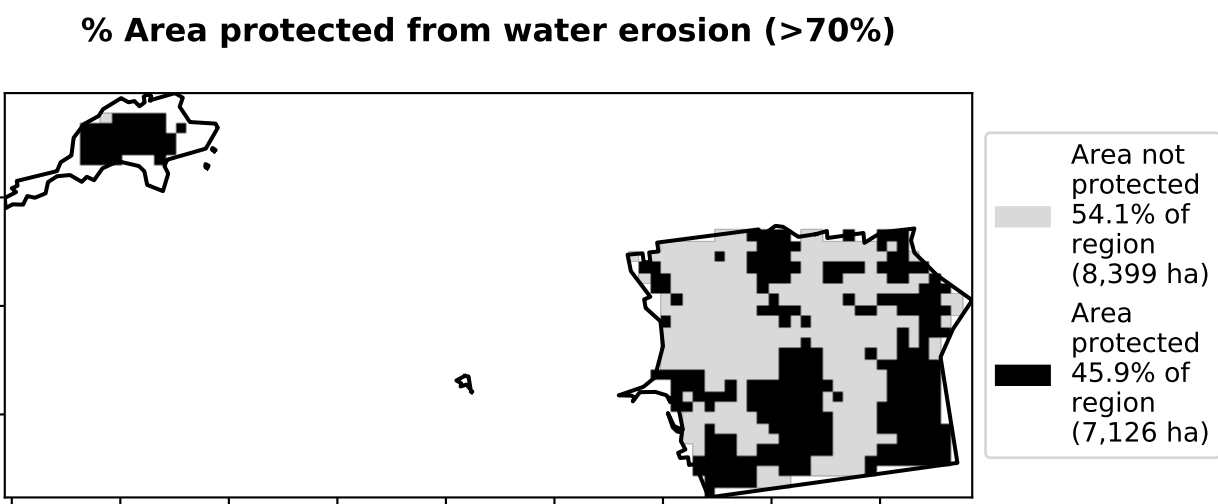 % Area protected from water erosion (>70%)
Area not
protected
54.1% of
region
(8,399 ha)
Area
protected
45.9% of
region
(7,126 ha)